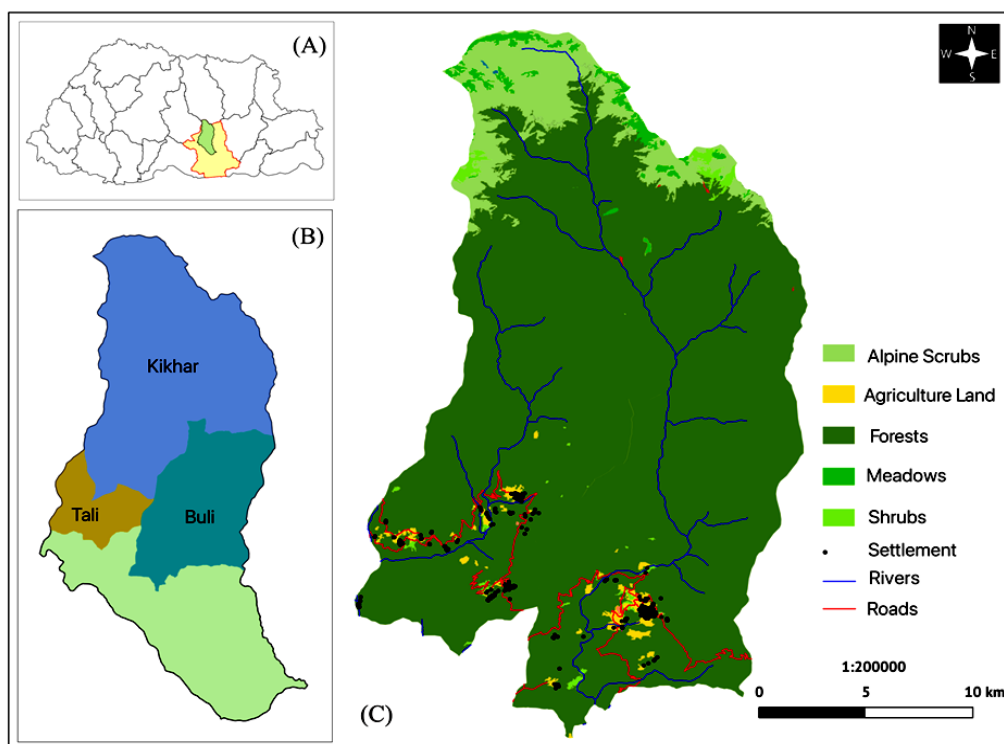 (A)
N
W E
S
(B)
Kikhar
Tali
Buli
Alpine Scrubs
Agriculture Land
Forests
Meadows
Shrubs
Settlement
Rivers
Roads
1:200000
0 5 10 km
(C)